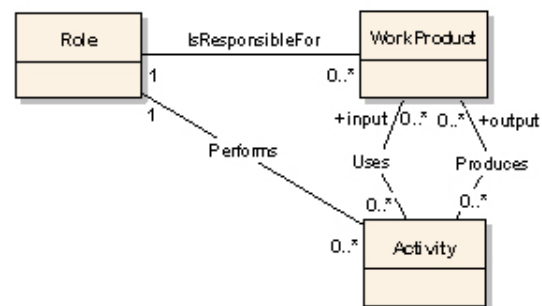 Role
IsResponsibleFor
WorkProduct
1
0..*
1
+input
0..*
0..*
+output
Performs
Uses
Produces
0..*
0..*
0..*
Activity